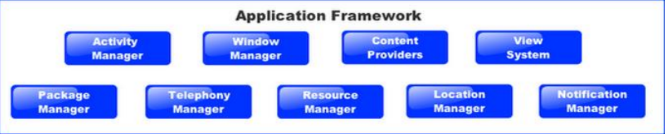 Application Framework
Activity Manager
Window Manager
Content Providers
View System
Package Manager
Telephony Manager
Resource Manager
Location Manager
Notification Manager